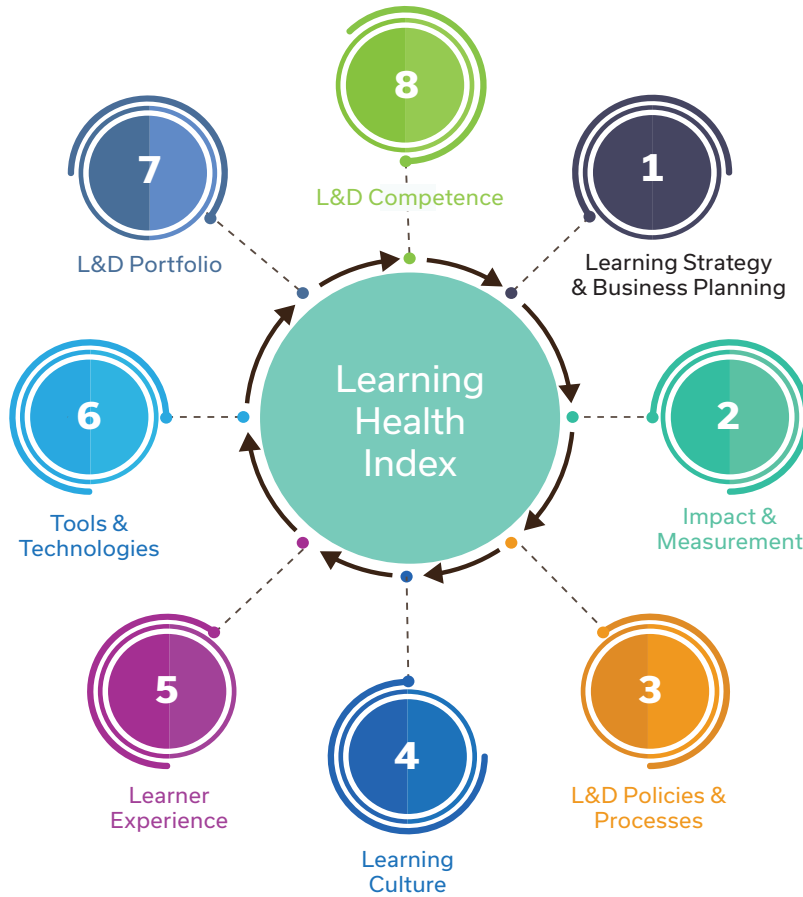 8
L&D Competence
1
Learning Strategy
& Business Planning
2
Impact &
Measurement
3
L&D Policies &
Processes
4
Learning
Culture
5
Learner
Experience
6
Tools &
Technologies
7
L&D Portfolio
Learning
Health
Index